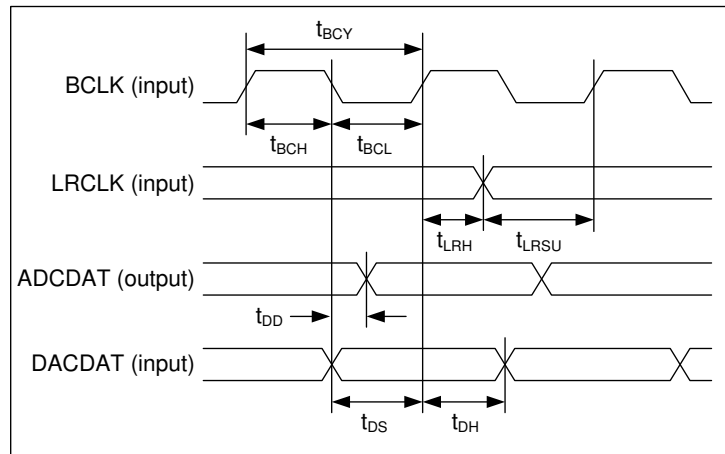 tBCY
BCLK (input)
tBCH
tBCL
LRCLK (input)
tLRH
tLRSU
ADCDAT (output)
tDD
DACDAT (input)
tDS
tDH